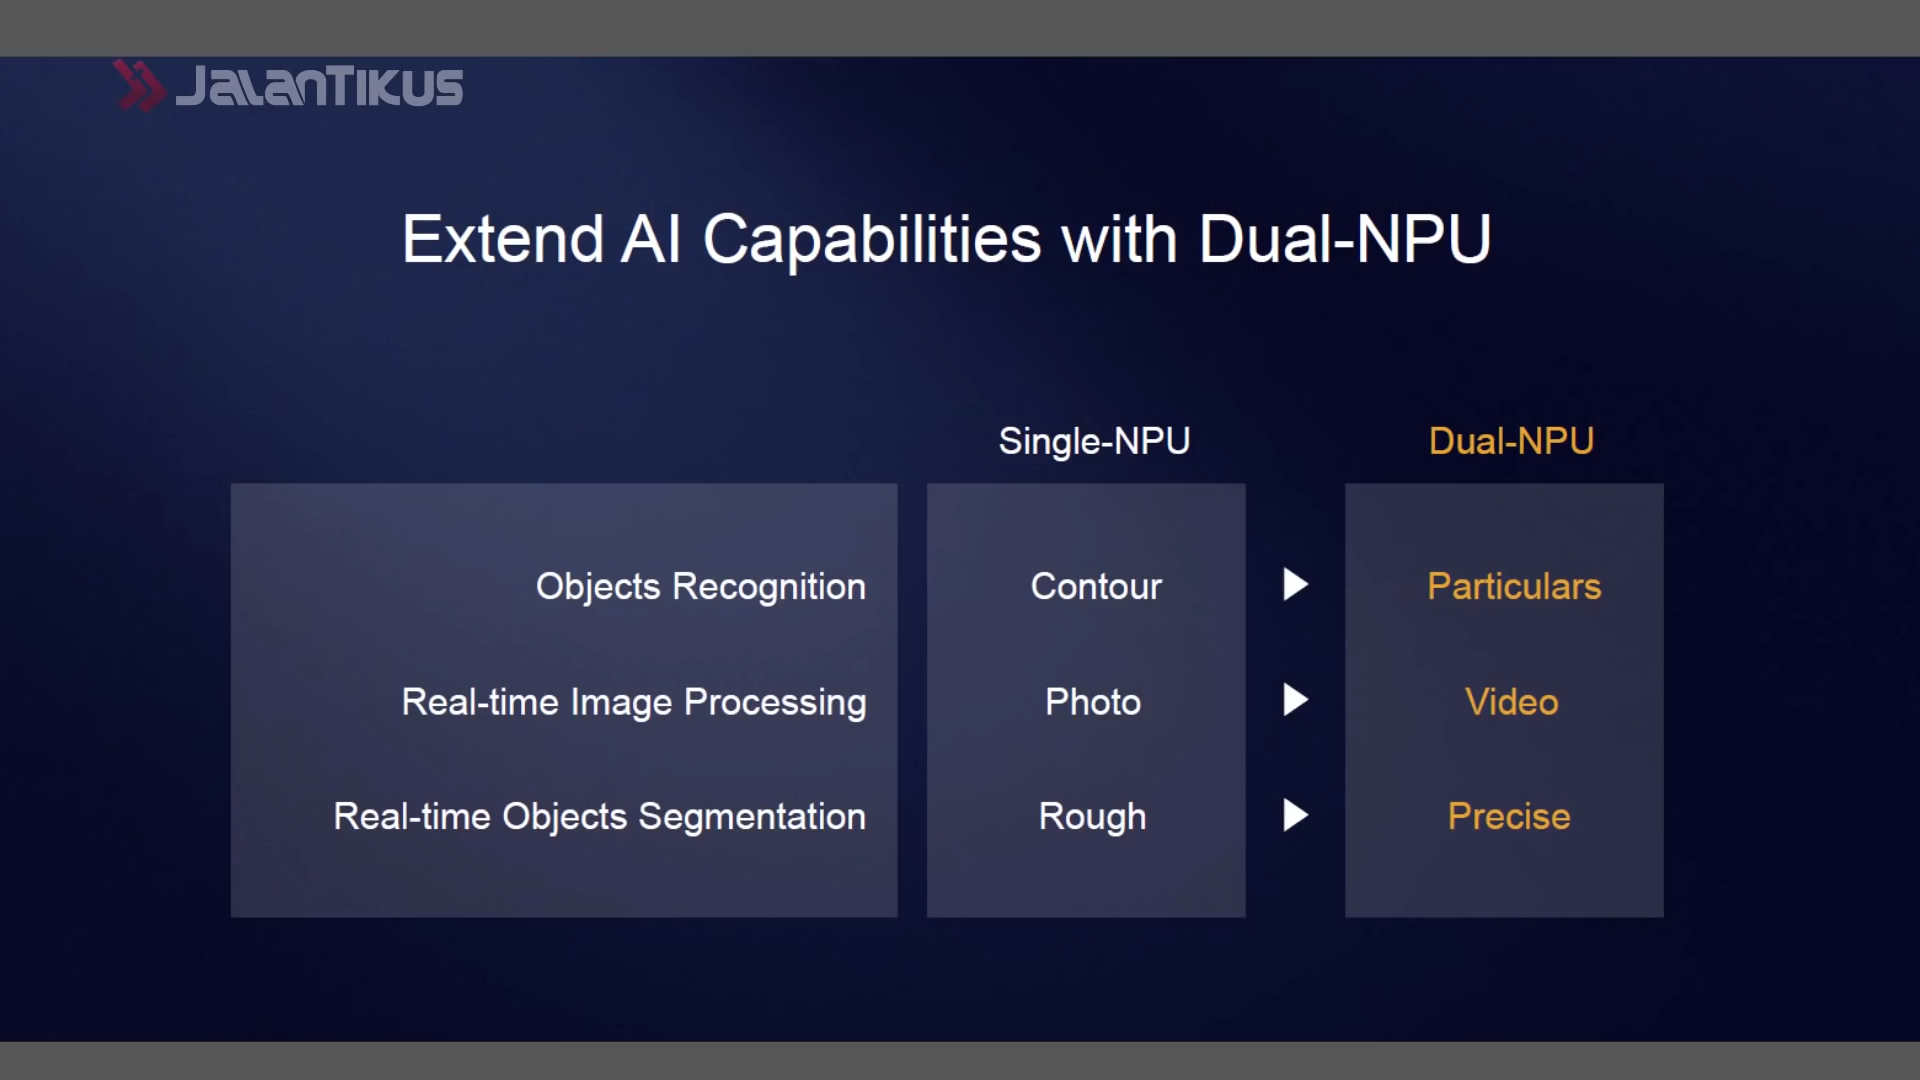 JALANTIKUS
Extend AI Capabilities with Dual-NPU
Single-NPU Dual-NPU
Objects Recognition Contour Particulars
Real-time Image Processing Photo Video
Real-time Objects Segmentation Rough Precise